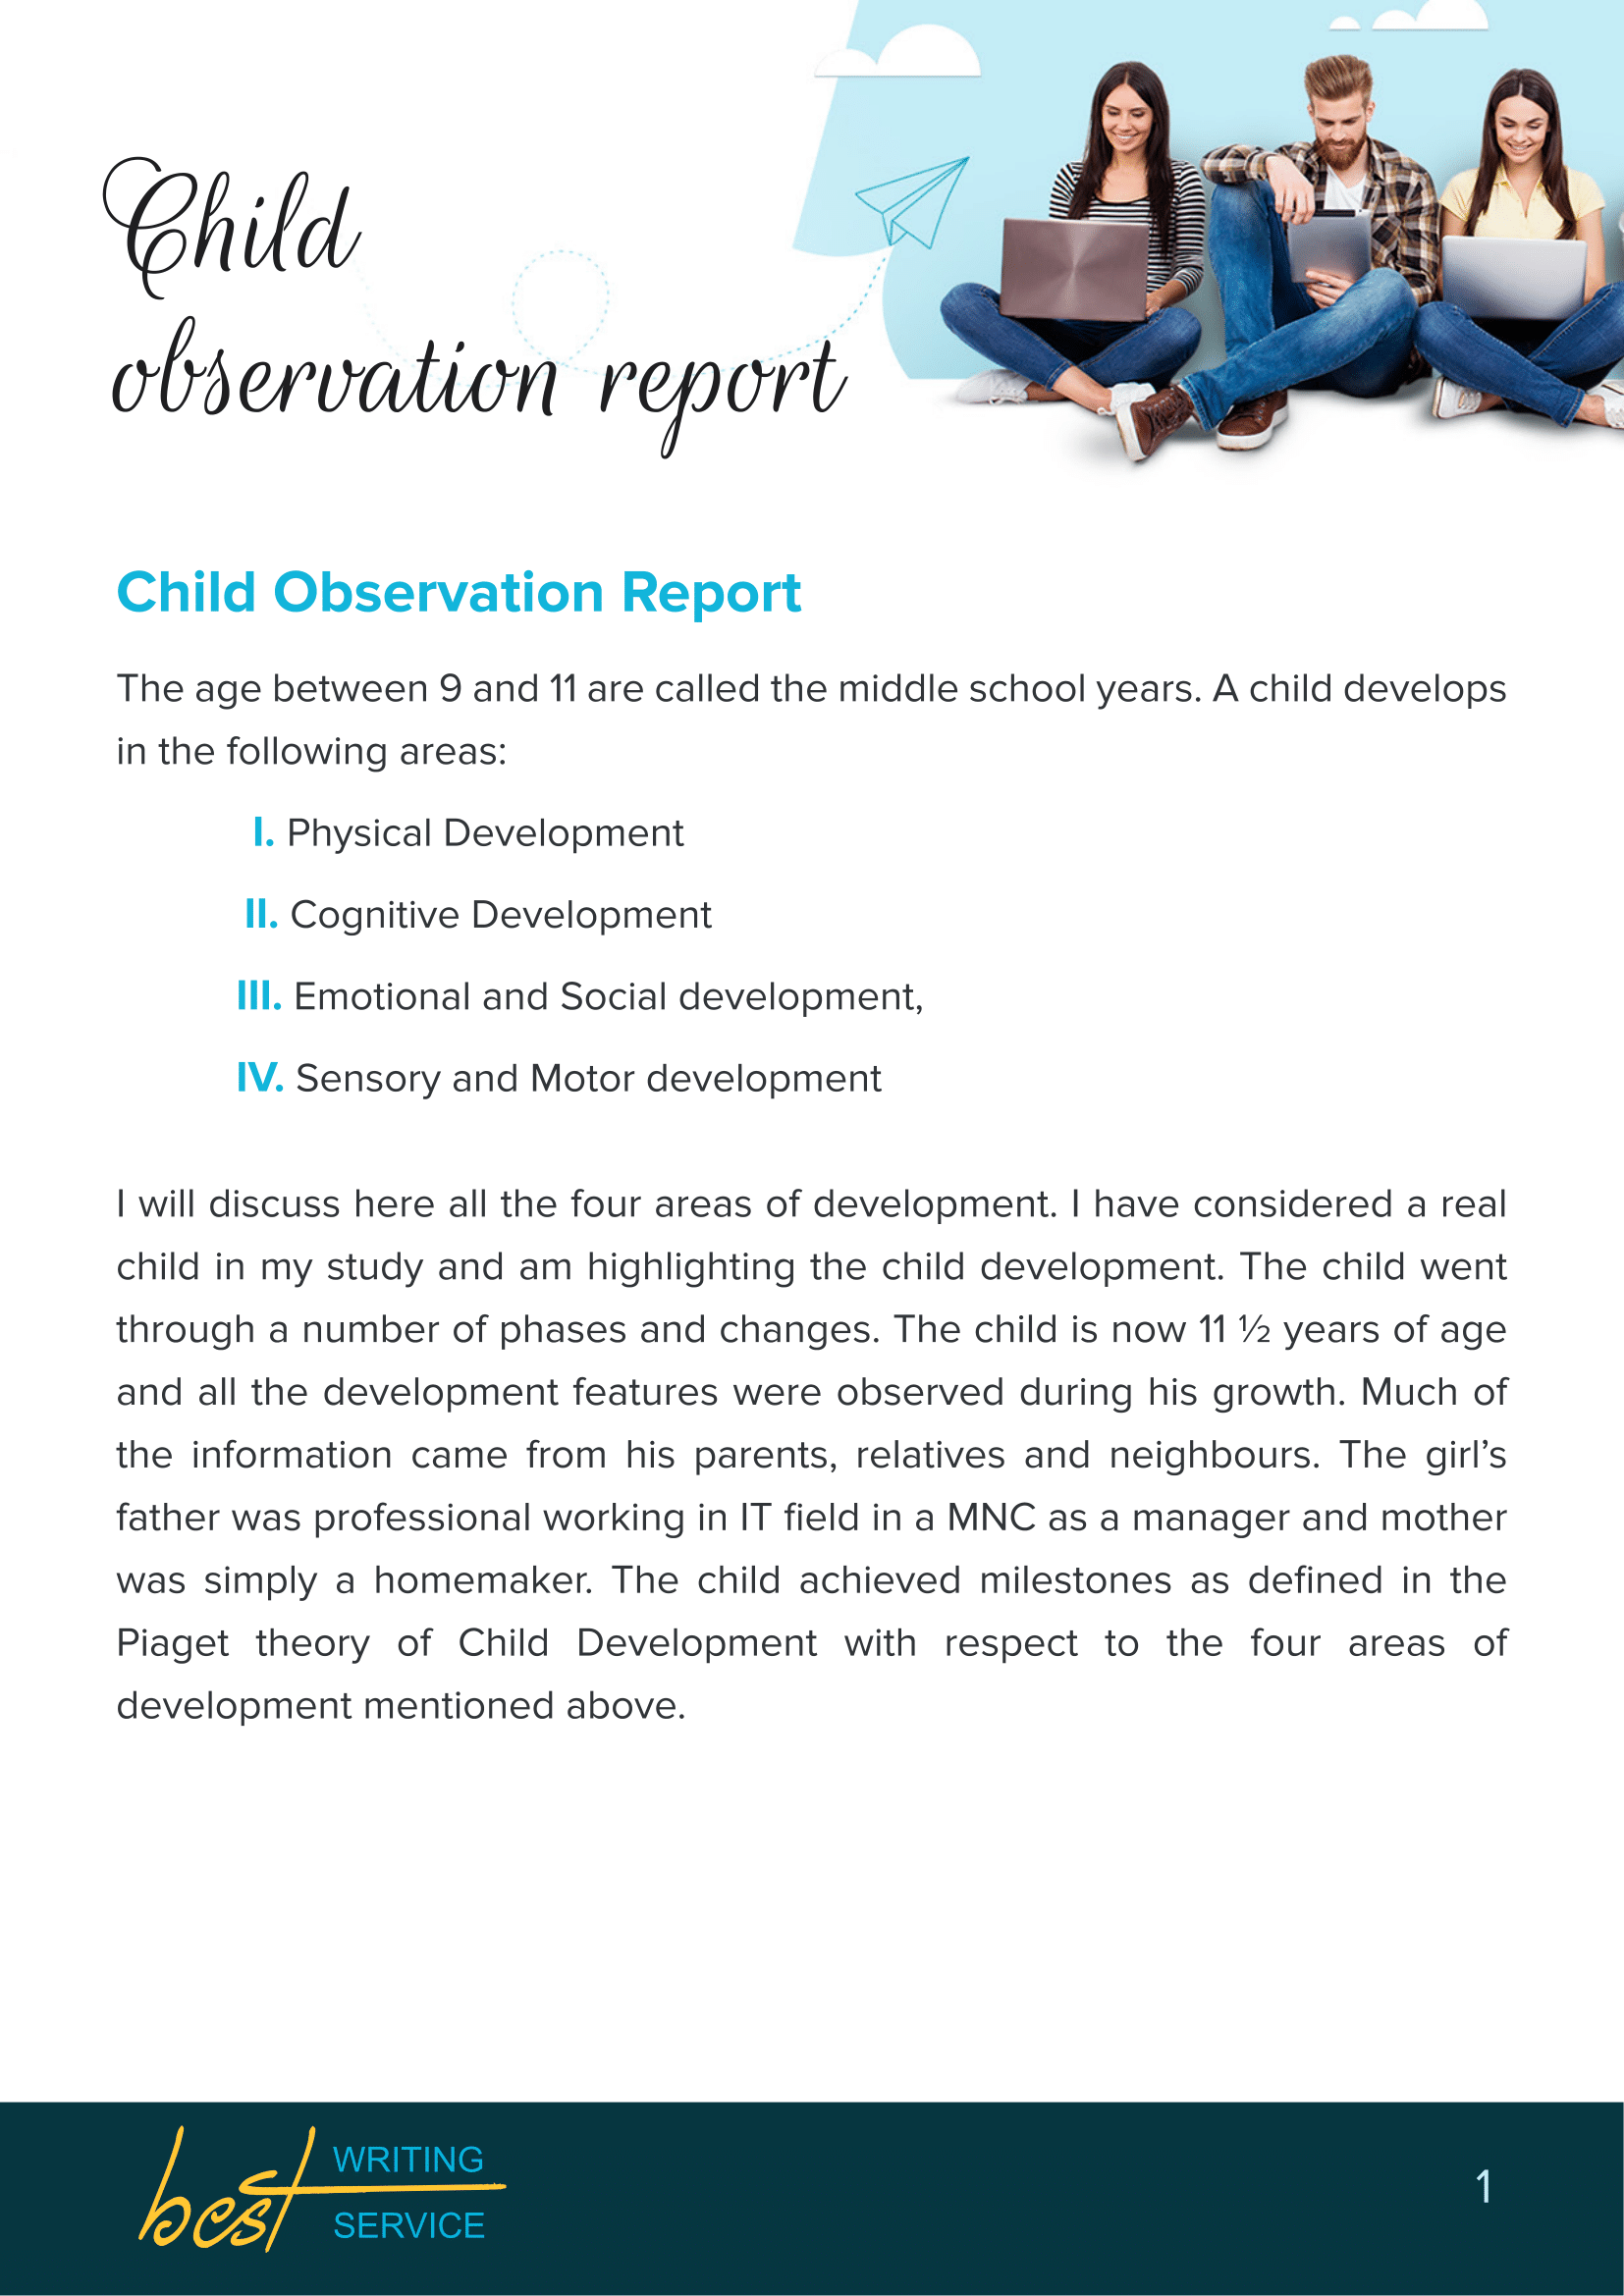 Child
observation report
Child Observation Report
The age between 9 and 11 are called the middle school years. A child develops
in the following areas:
I. Physical Development
II. Cognitive Development
III. Emotional and Social development,
IV. Sensory and Motor development
I will discuss here all the four areas of development. I have considered a real
child in my study and am highlighting the child development. The child went
through a number of phases and changes. The child is now 11 ½ years of age
and all the development features were observed during his growth. Much of
the information came from his parents, relatives and neighbours. The girl’s
father was professional working in IT field in a MNC as a manager and mother
was simply a homemaker. The child achieved milestones as defined in the
Piaget theory of Child Development with respect to the four areas of
development mentioned above.
best WRITING
SERVICE
1